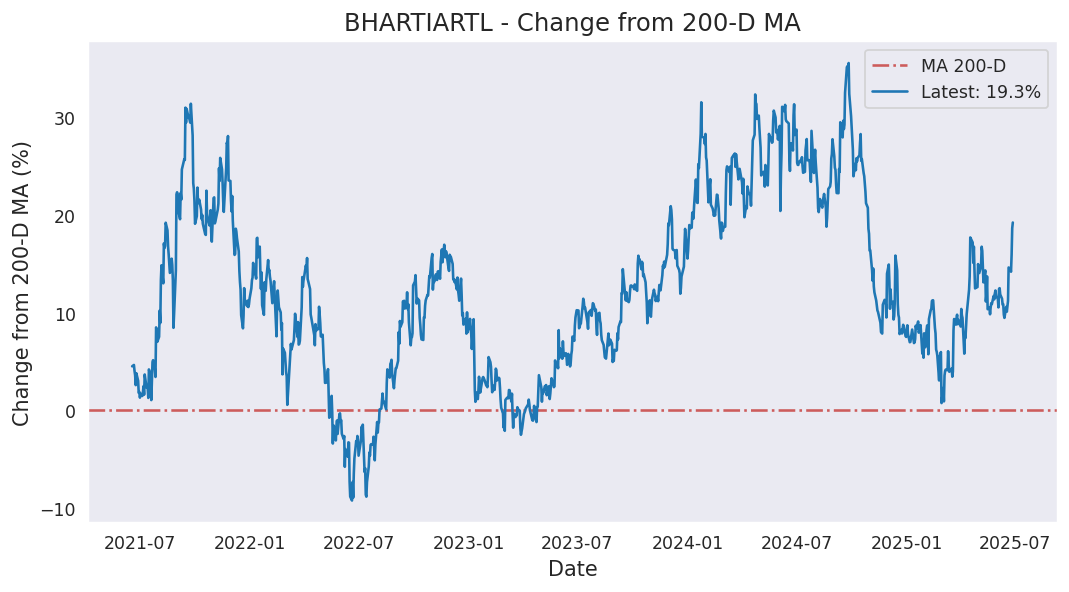 BHARTIARTL - Change from 200-D MA
MA 200-D
Latest: 19.3%
Change from 200-D MA (%)
30
20
10
0
−10
2021-07
2022-01
2022-07
2023-01
2023-07
2024-01
2024-07
2025-01
2025-07
Date